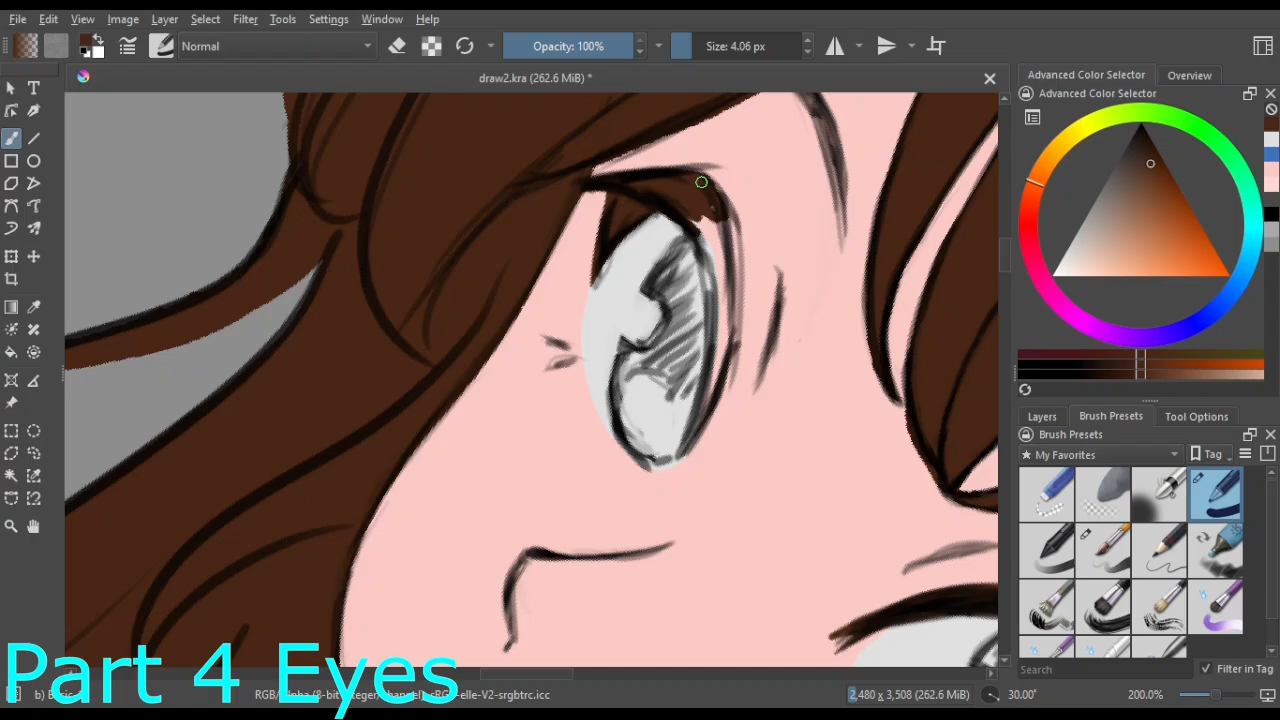 File Edit View Image Layer Select Filter Tools Settings Window Help
Normal Opacity: 100% Size: 4.06 px
draw2.kra (262.6 MiB) *
Advanced Color Selector Overview
Advanced Color Selector
Layers Brush Presets Tool Options
Brush Presets
My Favorites Tag
Search Filter in Tag
Part 4 Eyes
b) Basic
2,480 x 3,508 (262.6 MiB) 30.00° 200.0%